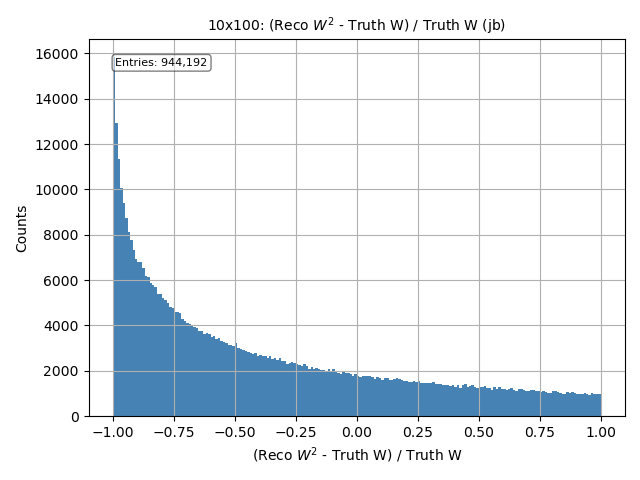 10x100: (Reco $W^2$ - Truth W) / Truth W (jb)
Entries: 944,192
16000
14000
12000
10000
8000
6000
4000
2000
0
Counts
−1.00 −0.75 −0.50 −0.25 0.00 0.25 0.50 0.75 1.00
(Reco $W^2$ - Truth W) / Truth W